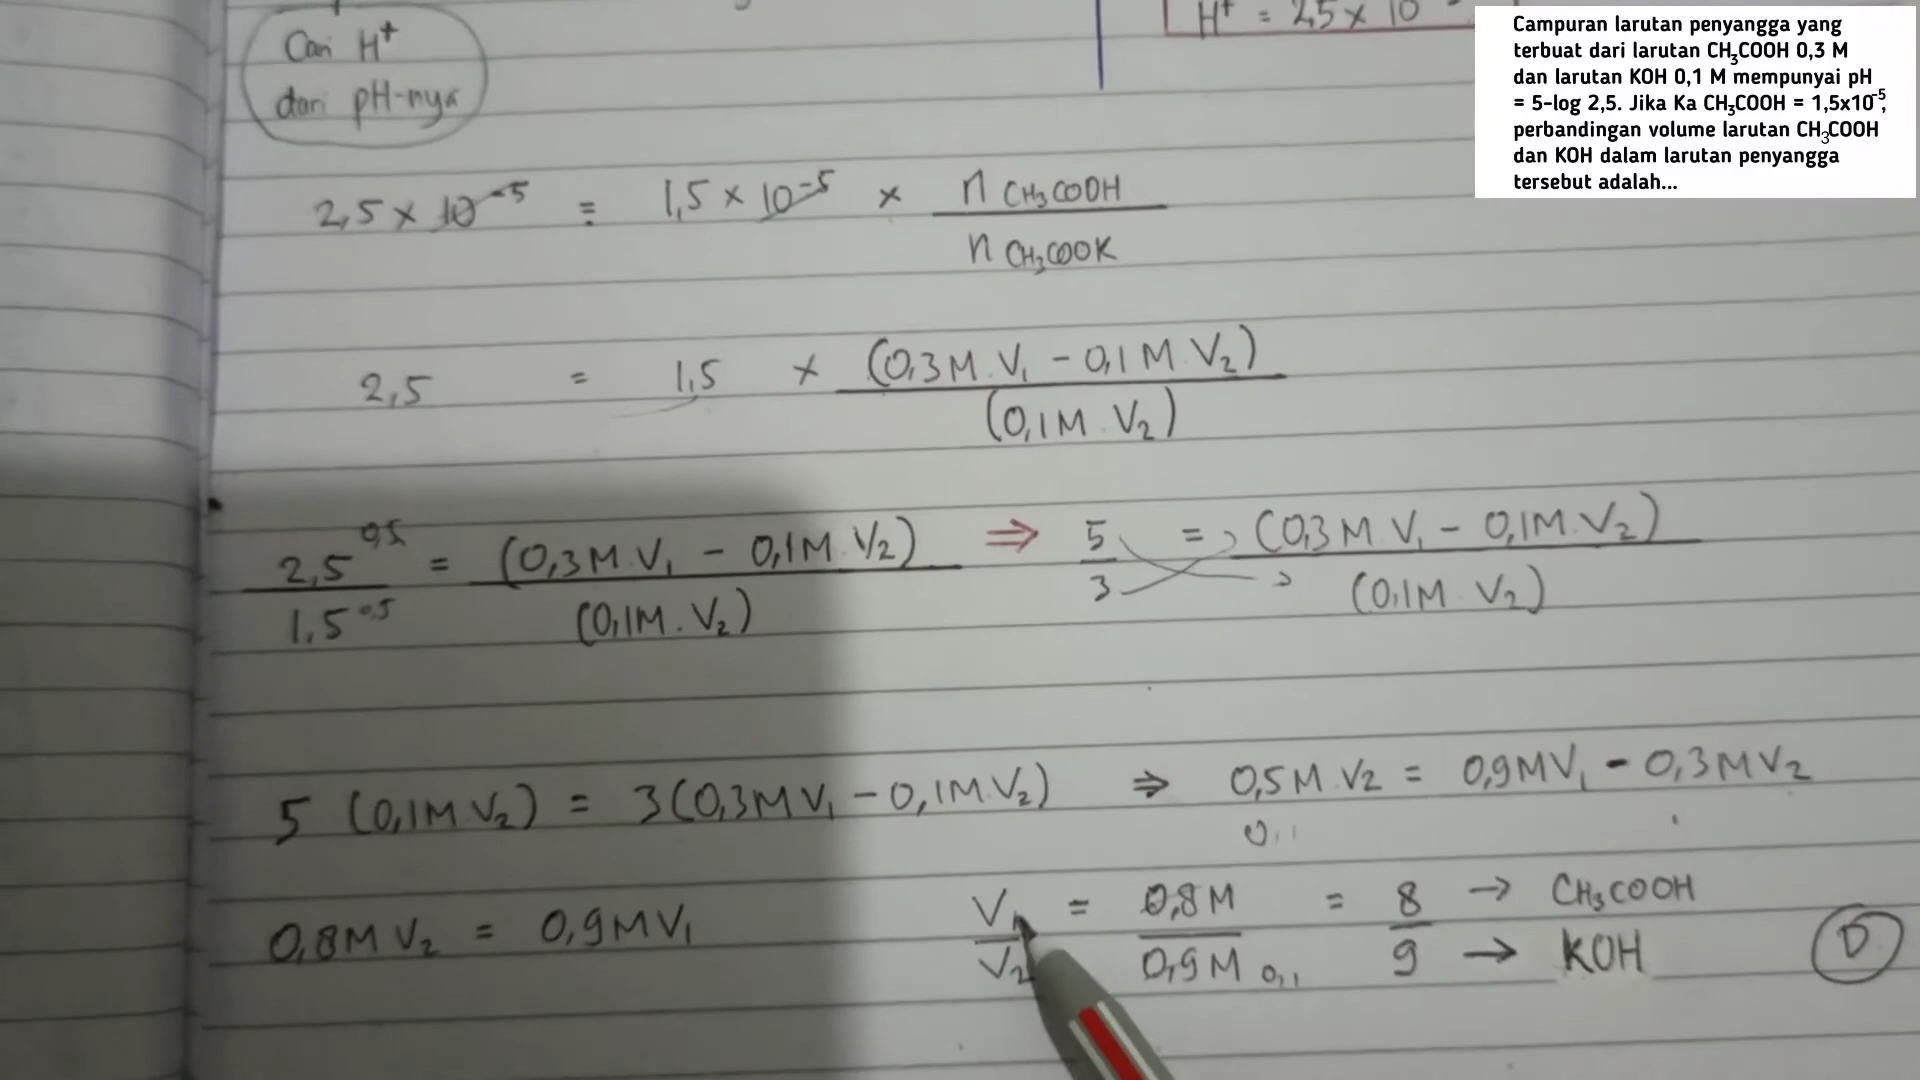 Cari H⁺
dari pH-nya
H⁺ = 2,5 x 10
Campuran larutan penyangga yang
terbuat dari larutan CH₃COOH 0,3 M
dan larutan KOH 0,1 M mempunyai pH
= 5-log 2,5. Jika Ka CH₃COOH = 1,5x10⁻⁵,
perbandingan volume larutan CH₃COOH
dan KOH dalam larutan penyangga
tersebut adalah...
2,5 x 10⁻⁵ = 1,5 x 10⁻⁵ x n CH₃COOH
n CH₃COOK
2,5 = 1,5 x (0,3M.V₁ - 0,1M.V₂)
(0,1M.V₂)
2,5 0,5 = (0,3M.V₁ - 0,1M.V₂) ⇒ 5 = (0,3M.V₁ - 0,1M.V₂)
1,5 0,5 (0,1M.V₂) 3 (0,1M.V₂)
5 (0,1M.V₂) = 3(0,3M.V₁ - 0,1M.V₂) ⇒ 0,5M.V₂ = 0,9MV₁ - 0,3MV₂
0,1
0,8M V₂ = 0,9MV₁
V₁ = 0,8M = 8 → CH₃COOH
V₂ 0,9M 0,1 9 → KOH
D